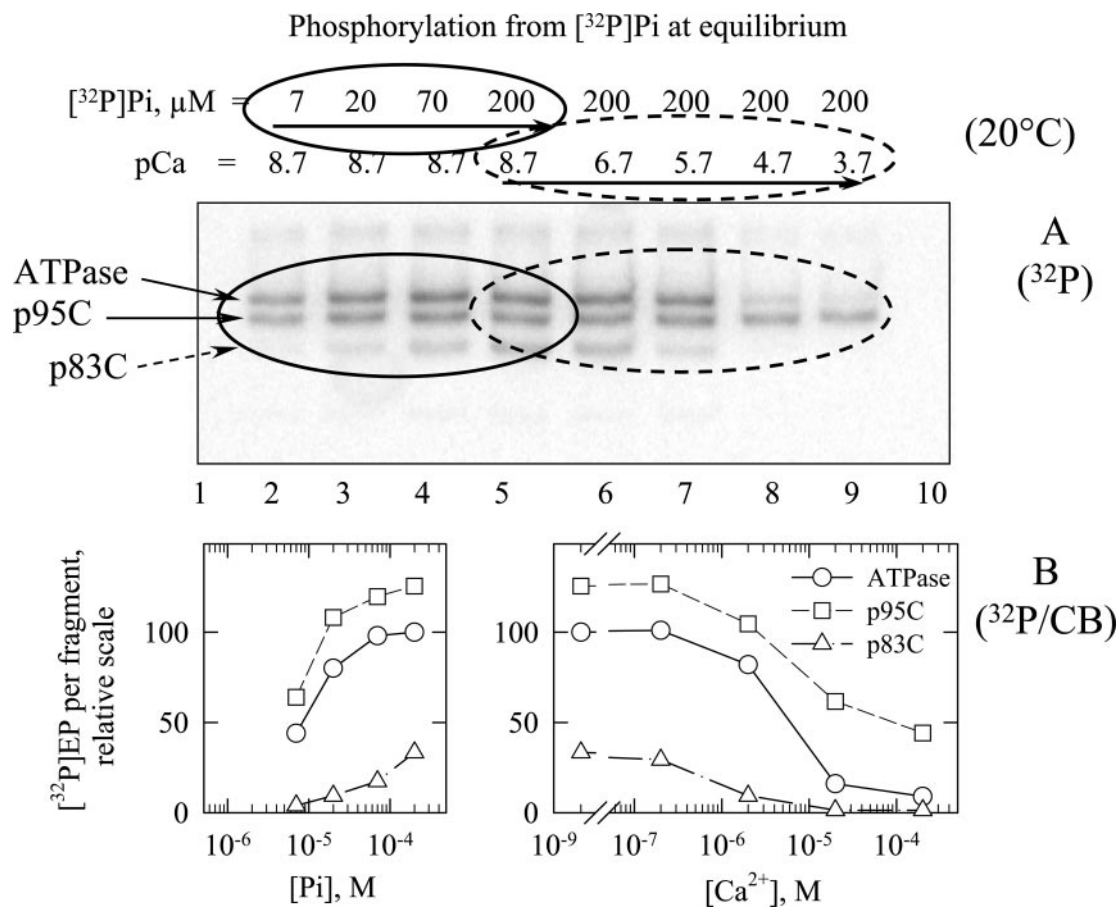 Phosphorylation from [³²P]Pi at equilibrium
[³²P]Pi, µM = 7 20 70 200 200 200 200 200
(20°C)
pCa = 8.7 8.7 8.7 8.7 6.7 5.7 4.7 3.7
A
(³²P)
ATPase
p95C
p83C
1 2 3 4 5 6 7 8 9 10
B
(³²P/CB)
[³²P]EP per fragment,
relative scale
100
50
0
10⁻⁶ 10⁻⁵ 10⁻⁴
[Pi], M
ATPase
p95C
p83C
100
50
0
10⁻⁹ 10⁻⁷ 10⁻⁶ 10⁻⁵ 10⁻⁴
[Ca²⁺], M